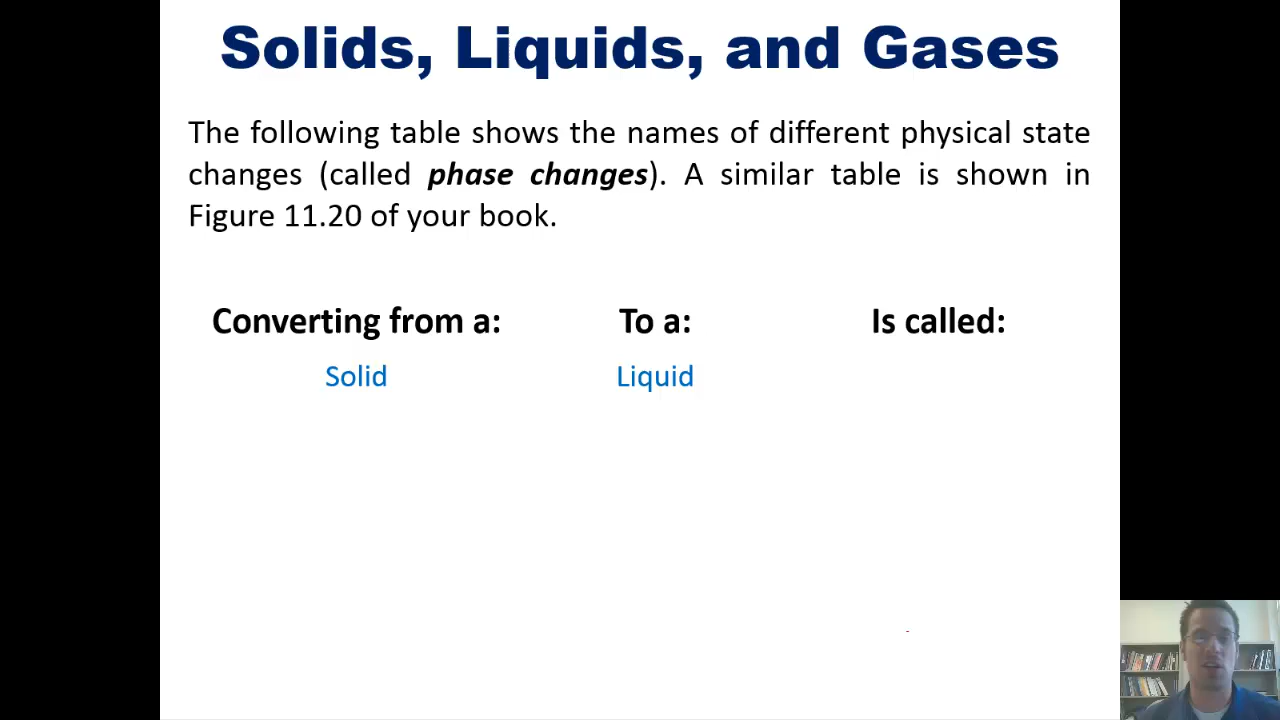 Solids, Liquids, and Gases
The following table shows the names of different physical state
changes (called phase changes). A similar table is shown in
Figure 11.20 of your book.
Converting from a: To a: Is called:
Solid Liquid